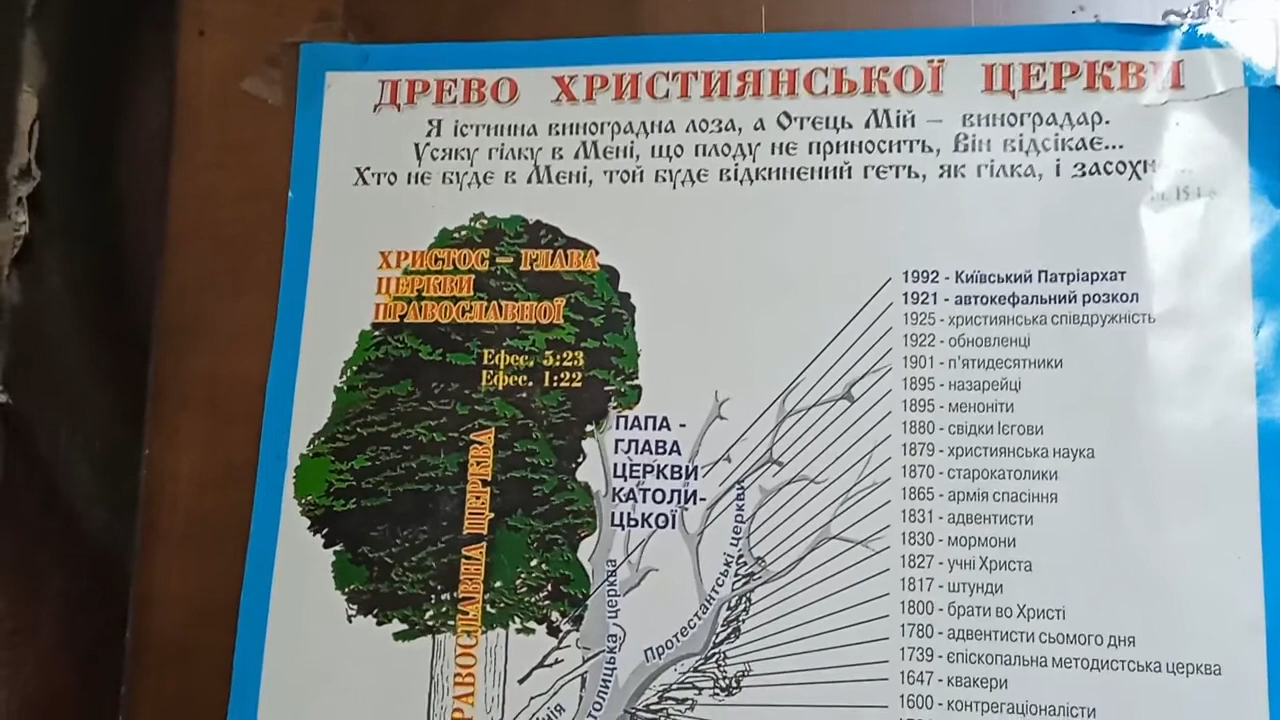 ДРЕВО ХРИСТИЯНСЬКОЇ ЦЕРКВИ
Я істинна виноградна лоза, а Отець Мій – виноградар.
Усяку гілку в Мені, що плоду не приносить, Він відсікає...
Хто не буде в Мені, той буде відкинений геть, як гілка, і засохн
ХРИСТОС – ГЛАВА
ЦЕРКВИ
ПРАВОСЛАВНОЇ
Ефес. 5:23
Ефес. 1:22
РАВОСЛАВНА ЦЕРКВА
ПАПА -
ГЛАВА
ЦЕРКВИ
КАТОЛИ-
ЦЬКОЇ
толицька церква
Протестантські церкви
1992 - Київський Патріархат
1921 - автокефальний розкол
1925 - християнська співдружність
1922 - обновленці
1901 - п'ятидесятники
1895 - назарейці
1895 - меноніти
1880 - свідки Ієгови
1879 - християнська наука
1870 - старокатолики
1865 - армія спасіння
1831 - адвентисти
1830 - мормони
1827 - учні Христа
1817 - штунди
1800 - брати во Христі
1780 - адвентисти сьомого дня
1739 - єпіскопальна методистська церква
1647 - квакери
1600 - контрегаціоналісти